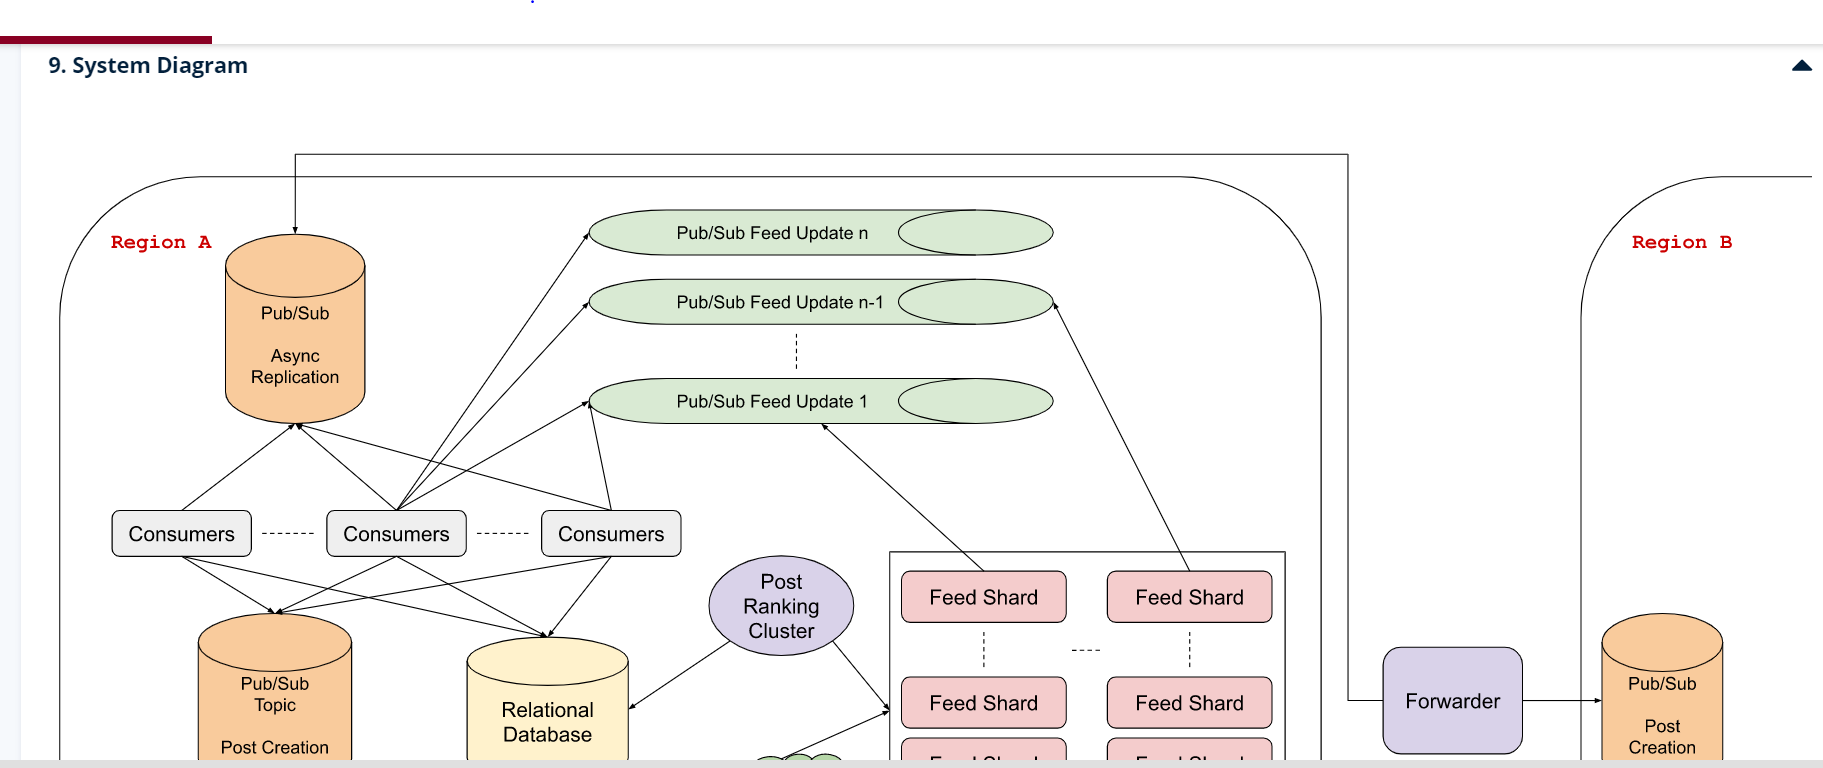 9. System Diagram
Region A
Region B
Pub/Sub Feed Update n
Pub/Sub Feed Update n-1
Pub/Sub Feed Update 1
Pub/Sub
Async
Replication
Consumers
Consumers
Consumers
Post
Ranking
Cluster
Feed Shard
Feed Shard
Feed Shard
Feed Shard
Pub/Sub
Topic
Post Creation
Relational
Database
Forwarder
Pub/Sub
Post
Creation